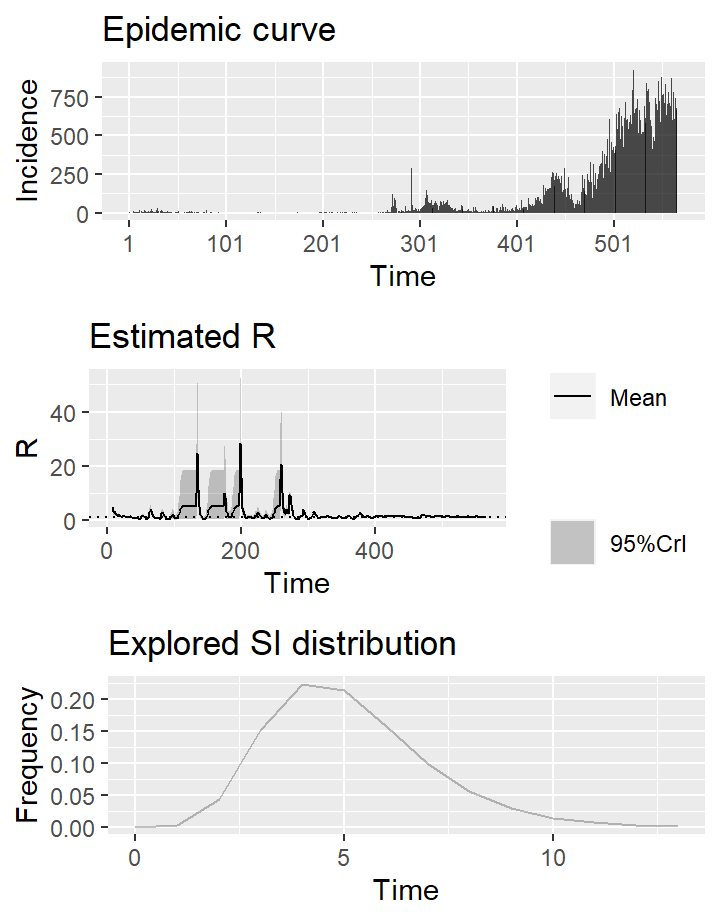 Epidemic curve
Incidence
750
500
250
0
1 101 201 301 401 501
Time
Estimated R
R
40
20
0
0 200 400
Time
Mean
95%CrI
Explored SI distribution
Frequency
0.20
0.15
0.10
0.05
0.00
0 5 10
Time